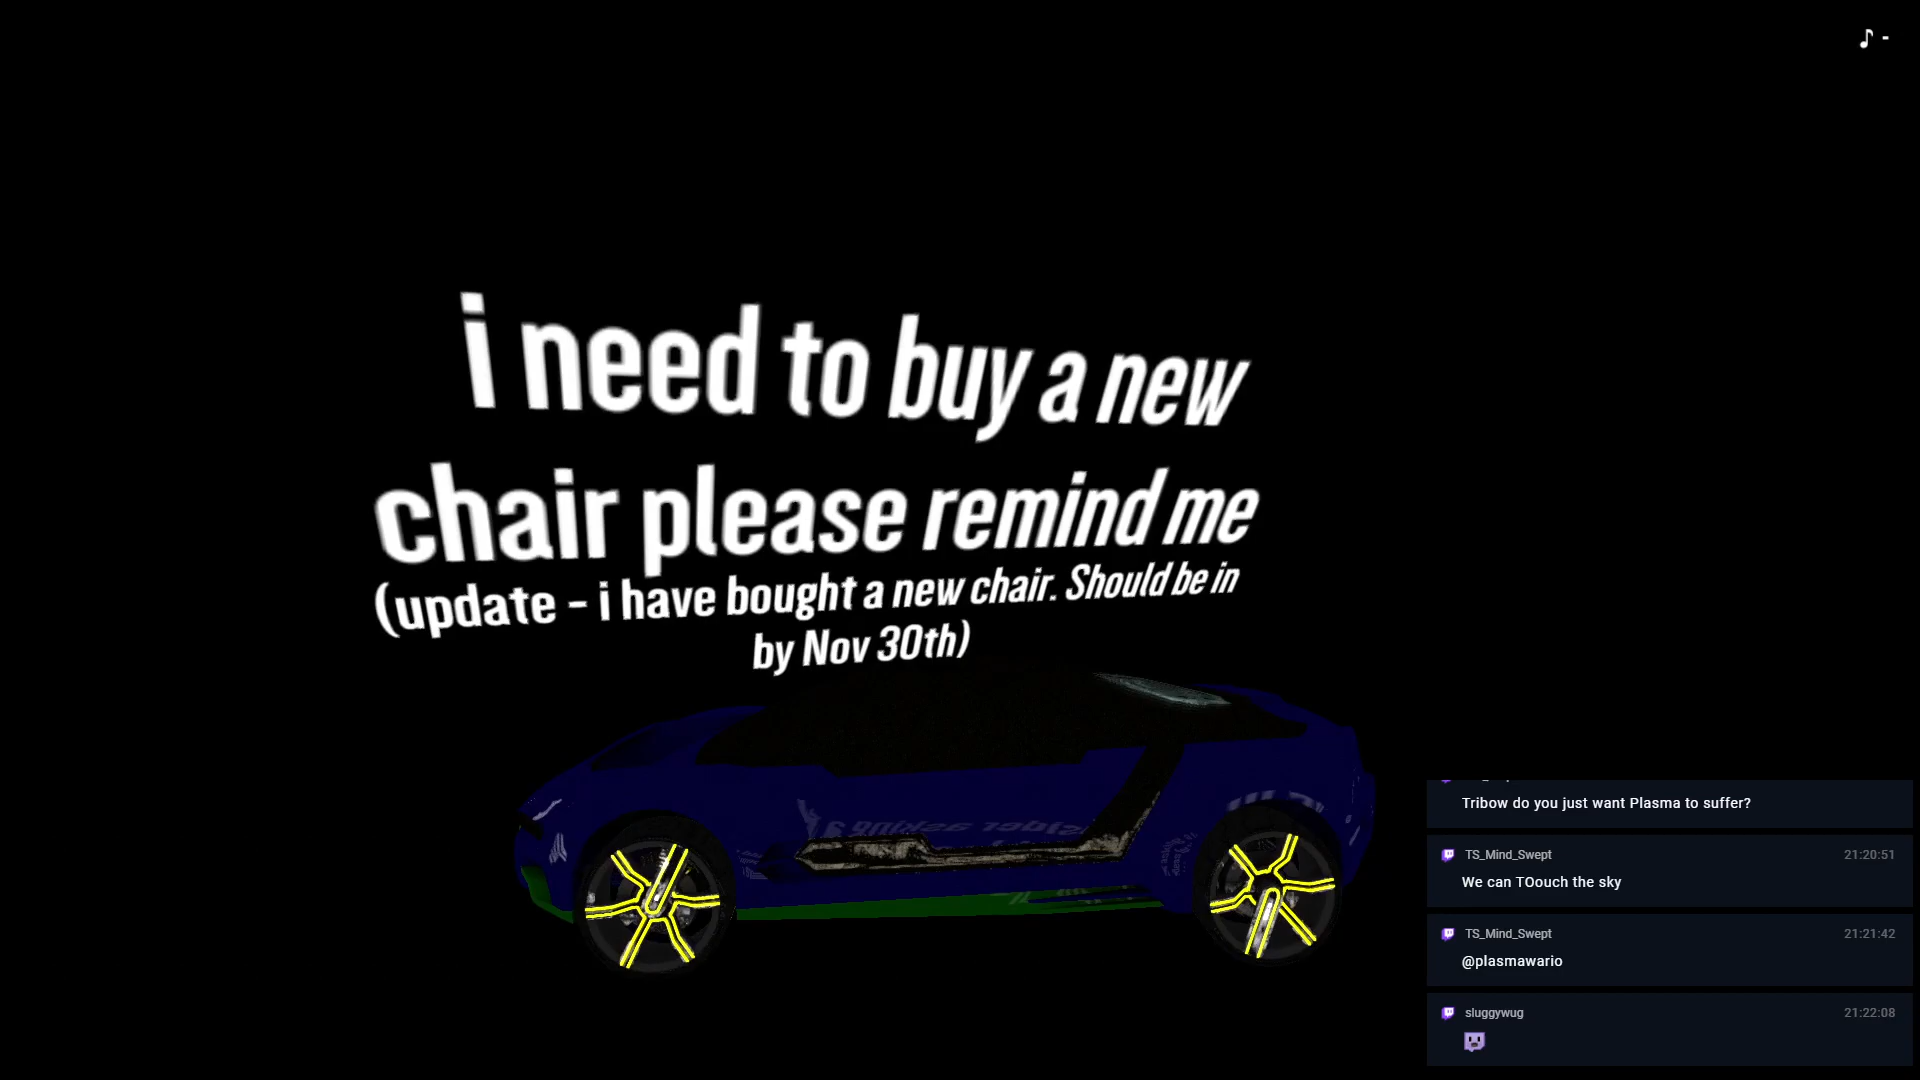 ♪ -
i need to buy a new
chair please remind me
(update - i have bought a new chair. Should be in
by Nov 30th)
Tribow do you just want Plasma to suffer?
TS_Mind_Swept 21:20:51
We can TOouch the sky
TS_Mind_Swept 21:21:42
@plasmawario
sluggywug 21:22:08